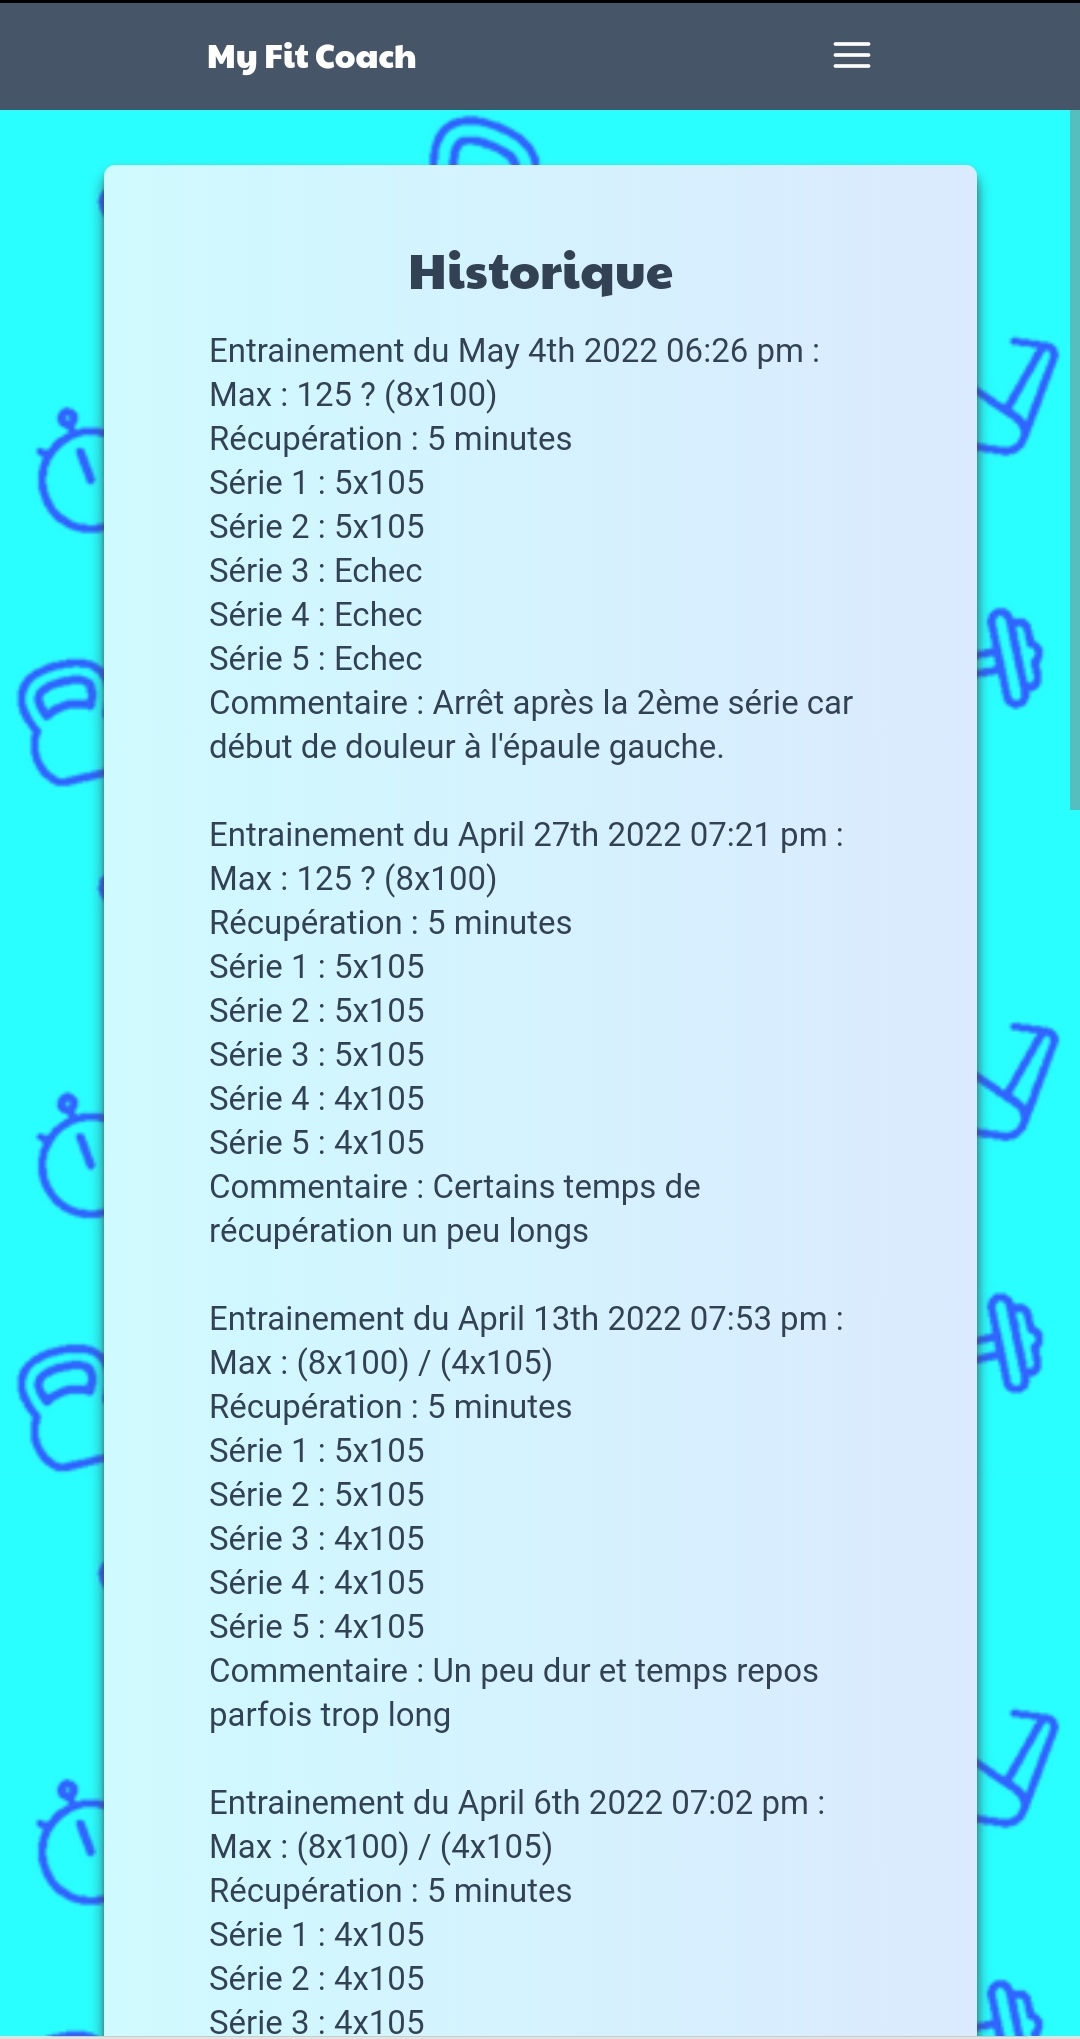 My Fit Coach
Historique
Entrainement du May 4th 2022 06:26 pm :
Max : 125 ? (8x100)
Récupération : 5 minutes
Série 1 : 5x105
Série 2 : 5x105
Série 3 : Echec
Série 4 : Echec
Série 5 : Echec
Commentaire : Arrêt après la 2ème série car
début de douleur à l'épaule gauche.
Entrainement du April 27th 2022 07:21 pm :
Max : 125 ? (8x100)
Récupération : 5 minutes
Série 1 : 5x105
Série 2 : 5x105
Série 3 : 5x105
Série 4 : 4x105
Série 5 : 4x105
Commentaire : Certains temps de
récupération un peu longs
Entrainement du April 13th 2022 07:53 pm :
Max : (8x100) / (4x105)
Récupération : 5 minutes
Série 1 : 5x105
Série 2 : 5x105
Série 3 : 4x105
Série 4 : 4x105
Série 5 : 4x105
Commentaire : Un peu dur et temps repos
parfois trop long
Entrainement du April 6th 2022 07:02 pm :
Max : (8x100) / (4x105)
Récupération : 5 minutes
Série 1 : 4x105
Série 2 : 4x105
Série 3 : 4x105